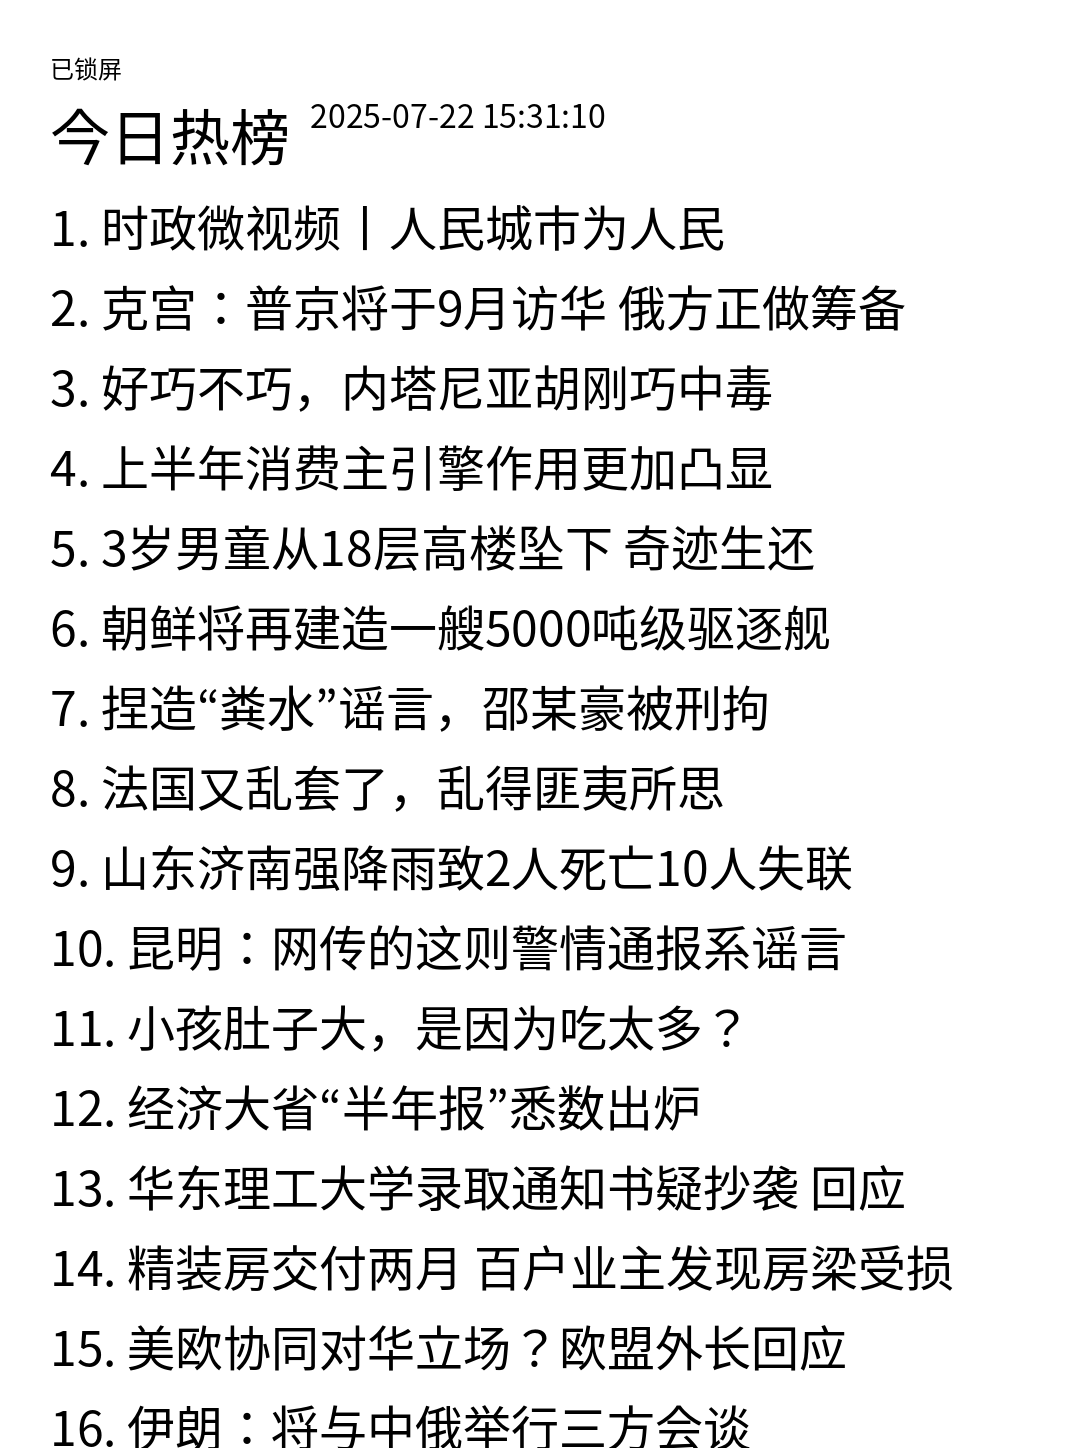 已锁屏
今日热榜 2025-07-22 15:31:10
1. 时政微视频丨人民城市为人民
2. 克宫：普京将于9月访华 俄方正做筹备
3. 好巧不巧，内塔尼亚胡刚巧中毒
4. 上半年消费主引擎作用更加凸显
5. 3岁男童从18层高楼坠下 奇迹生还
6. 朝鲜将再建造一艘5000吨级驱逐舰
7. 捏造“粪水”谣言，邵某豪被刑拘
8. 法国又乱套了，乱得匪夷所思
9. 山东济南强降雨致2人死亡10人失联
10. 昆明：网传的这则警情通报系谣言
11. 小孩肚子大，是因为吃太多？
12. 经济大省“半年报”悉数出炉
13. 华东理工大学录取通知书疑抄袭 回应
14. 精装房交付两月 百户业主发现房梁受损
15. 美欧协同对华立场？欧盟外长回应
16. 伊朗：将与中俄举行三方会谈